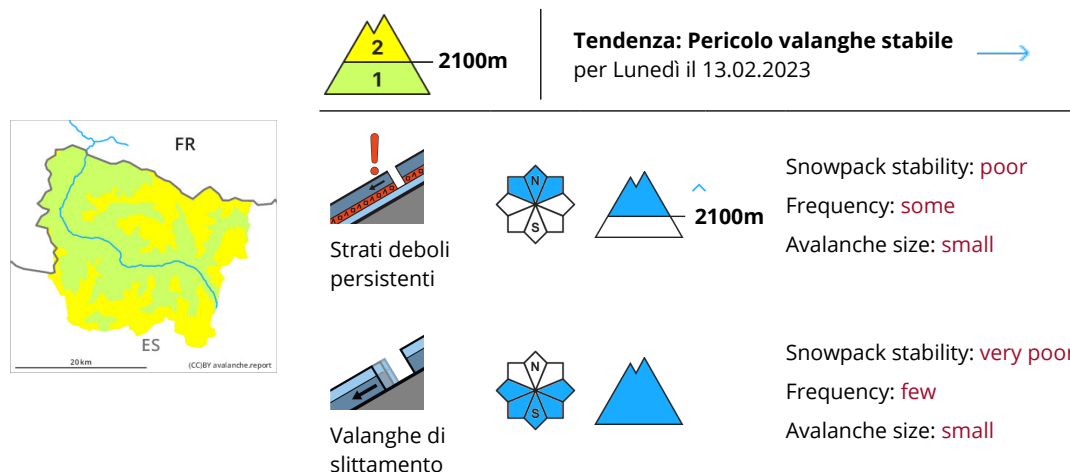 2
1
2100m
Tendenza: Pericolo valanghe stabile
per Lunedì il 13.02.2023
FR
ES
20 km
(CC)BY avalanche.report
N
S
2100m
Strati deboli
persistenti
Snowpack stability: poor
Frequency: some
Avalanche size: small
N
S
Valanghe di
slittamento
Snowpack stability: very poor
Frequency: few
Avalanche size: small